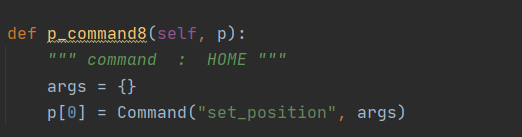 def p_command8(self, p):
    """ command  :  HOME """
    args = {}
    p[0] = Command("set_position", args)